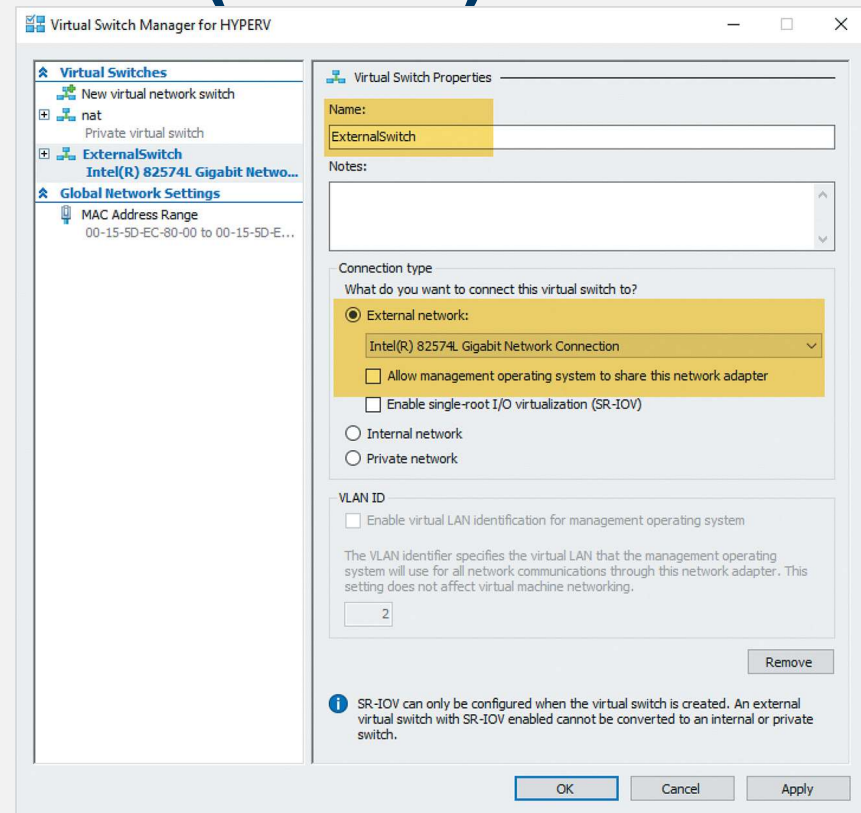 Virtual Switch Manager for HYPERV
Virtual Switches
New virtual network switch
nat
Private virtual switch
ExternalSwitch
Intel(R) 82574L Gigabit Netwo...
Global Network Settings
MAC Address Range
00-15-5D-EC-80-00 to 00-15-5D-E...
Virtual Switch Properties
Name:
ExternalSwitch
Notes:
Connection type
What do you want to connect this virtual switch to?
External network:
Intel(R) 82574L Gigabit Network Connection
Allow management operating system to share this network adapter
Enable single-root I/O virtualization (SR-IOV)
Internal network
Private network
VLAN ID
Enable virtual LAN identification for management operating system
The VLAN identifier specifies the virtual LAN that the management operating
system will use for all network communications through this network adapter. This
setting does not affect virtual machine networking.
2
Remove
SR-IOV can only be configured when the virtual switch is created. An external
virtual switch with SR-IOV enabled cannot be converted to an internal or private
switch.
OK
Cancel
Apply